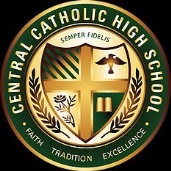 CENTRAL CATHOLIC HIGH SCHOOL
SEMPER FIDELIS
• FAITH TRADITION EXCELLENCE •